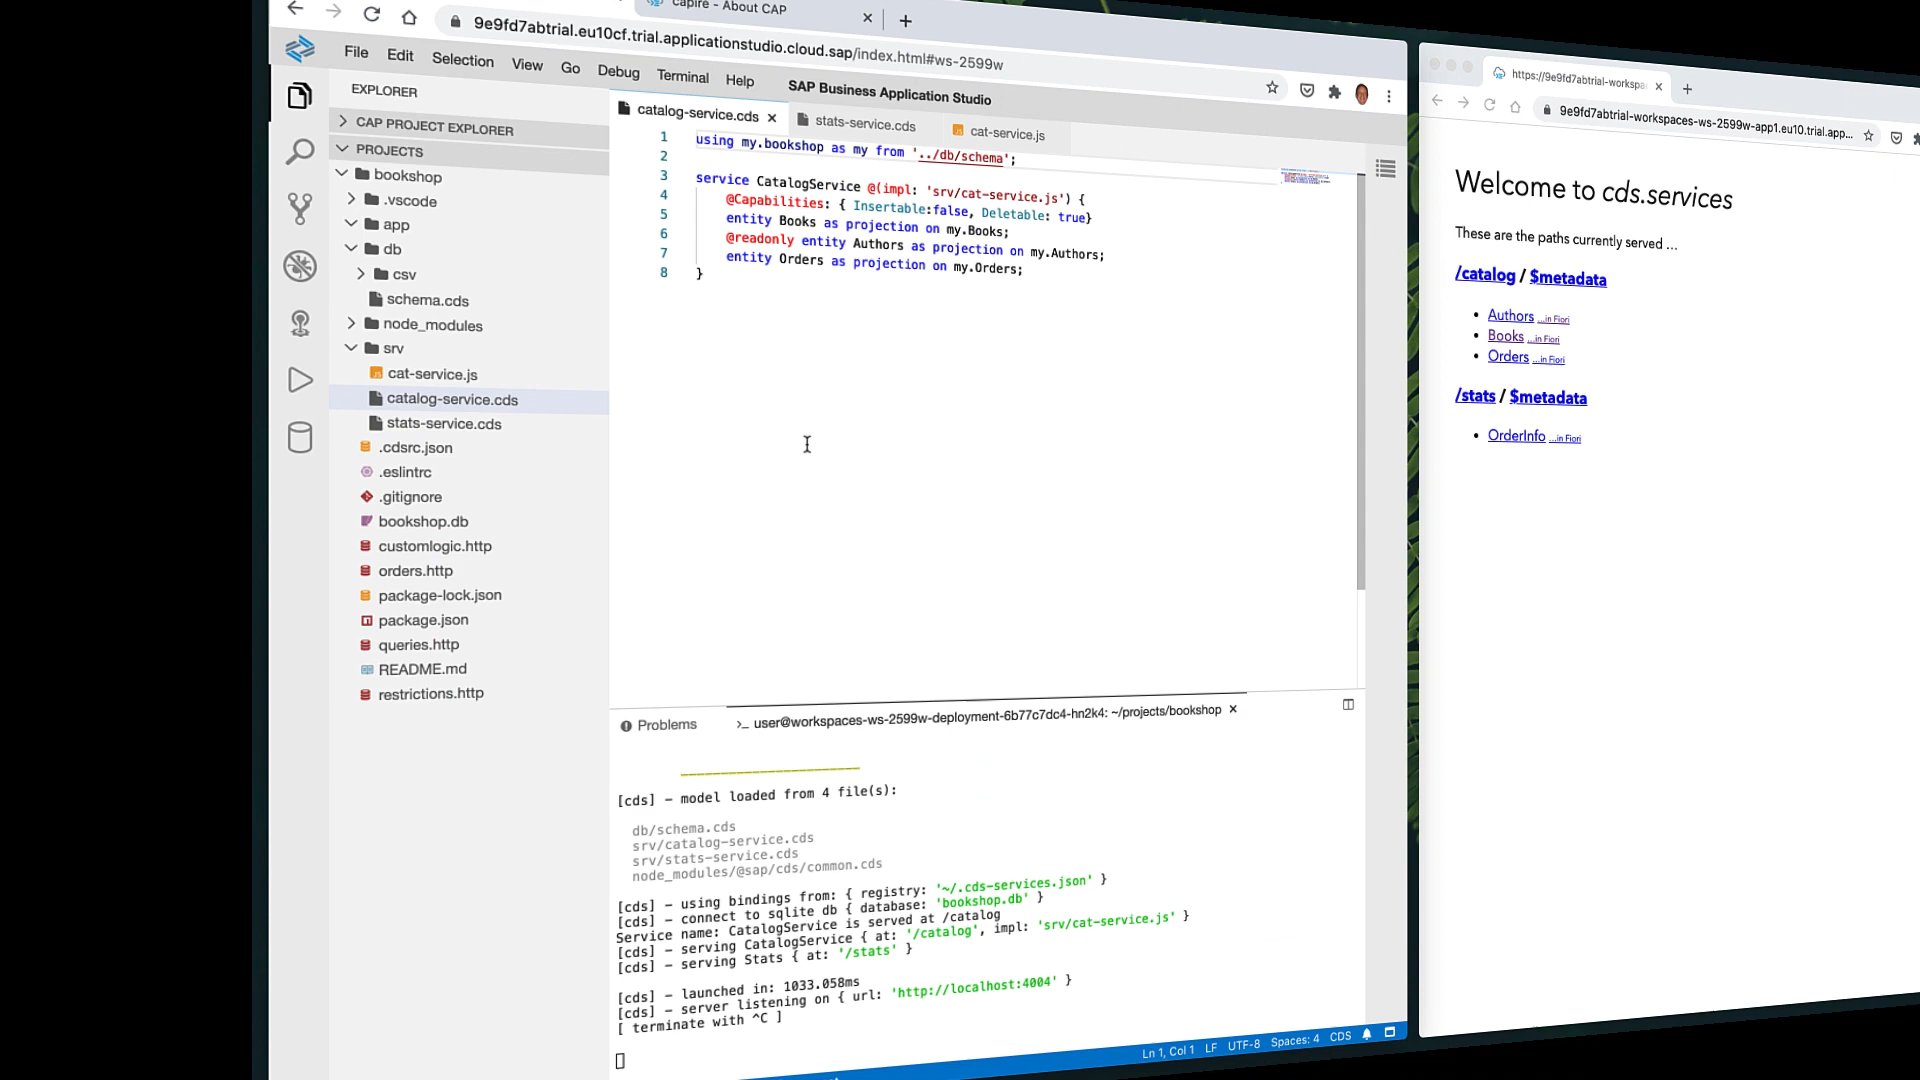 capire - About CAP
9e9fd7abtrial.eu10cf.trial.applicationstudio.cloud.sap/index.html#ws-2599w
File Edit Selection View Go Debug Terminal Help SAP Business Application Studio
EXPLORER
CAP PROJECT EXPLORER
PROJECTS
bookshop
.vscode
app
db
csv
schema.cds
node_modules
srv
cat-service.js
catalog-service.cds
stats-service.cds
.cdsrc.json
.eslintrc
.gitignore
bookshop.db
customlogic.http
orders.http
package-lock.json
package.json
queries.http
README.md
restrictions.http
catalog-service.cds stats-service.cds cat-service.js
1 using my.bookshop as my from '../db/schema';
2
3 service CatalogService @(impl: 'srv/cat-service.js') {
4 @Capabilities: { Insertable:false, Deletable: true}
5 entity Books as projection on my.Books;
6 @readonly entity Authors as projection on my.Authors;
7 entity Orders as projection on my.Orders;
8 }
Problems >_ user@workspaces-ws-2599w-deployment-6b77c7dc4-hn2k4: ~/projects/bookshop
[cds] - model loaded from 4 file(s):
db/schema.cds
srv/catalog-service.cds
srv/stats-service.cds
node_modules/@sap/cds/common.cds
[cds] - using bindings from: { registry: '~/.cds-services.json' }
[cds] - connect to sqlite db { database: 'bookshop.db' }
Service name: CatalogService is served at /catalog
[cds] - serving CatalogService { at: '/catalog', impl: 'srv/cat-service.js' }
[cds] - serving Stats { at: '/stats' }
[cds] - launched in: 1033.058ms
[cds] - server listening on { url: 'http://localhost:4004' }
[ terminate with ^C ]
Ln 1, Col 1 LF UTF-8 Spaces: 4 CDS
https://9e9fd7abtrial-workspa
9e9fd7abtrial-workspaces-ws-2599w-app1.eu10.trial.app...
Welcome to cds.services
These are the paths currently served ...
/catalog / $metadata
Authors ...in Fiori
Books ...in Fiori
Orders ...in Fiori
/stats / $metadata
OrderInfo ...in Fiori